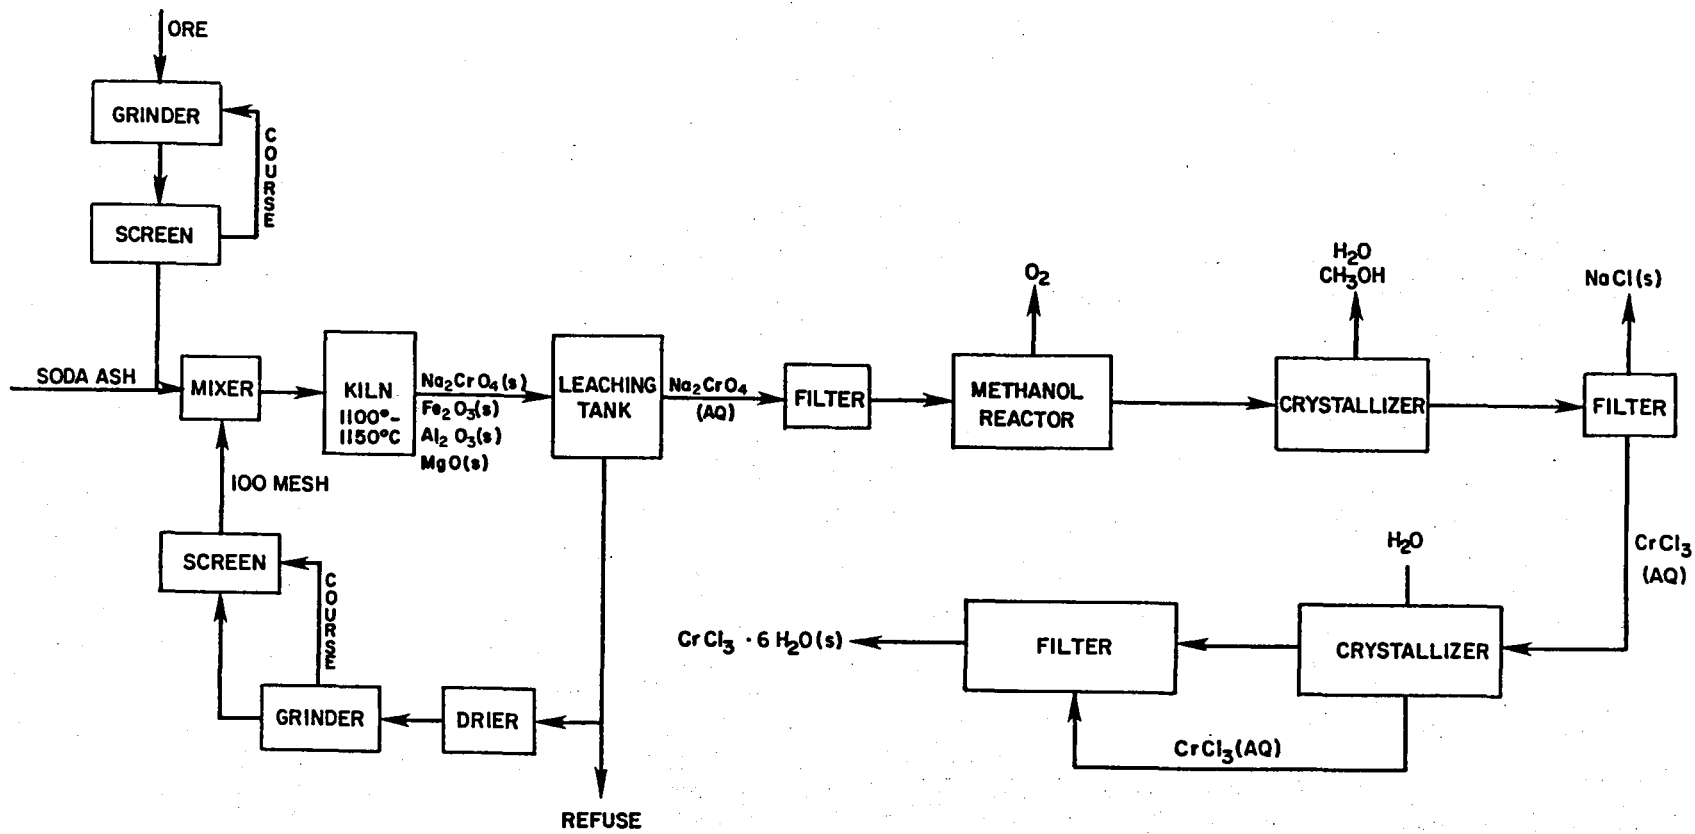 ORE
GRINDER
COURSE
SCREEN
SODA ASH
MIXER
KILN
1100°-
1150°C
Na₂CrO₄(s)
Fe₂O₃(s)
Al₂O₃(s)
MgO(s)
LEACHING
TANK
Na₂CrO₄
(AQ)
FILTER
O₂
METHANOL
REACTOR
H₂O
CH₃OH
CRYSTALLIZER
NaCl(s)
FILTER
100 MESH
SCREEN
COURSE
GRINDER
DRIER
REFUSE
CrCl₃
(AQ)
H₂O
CRYSTALLIZER
FILTER
CrCl₃ · 6 H₂O(s)
CrCl₃(AQ)